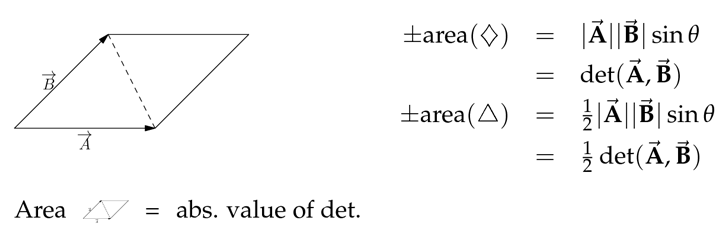 B⃗
A⃗
±area(◇) = |A⃗||B⃗| sin θ
= det(A⃗, B⃗)
±area(△) = ½|A⃗||B⃗| sin θ
= ½ det(A⃗, B⃗)
Area = abs. value of det.